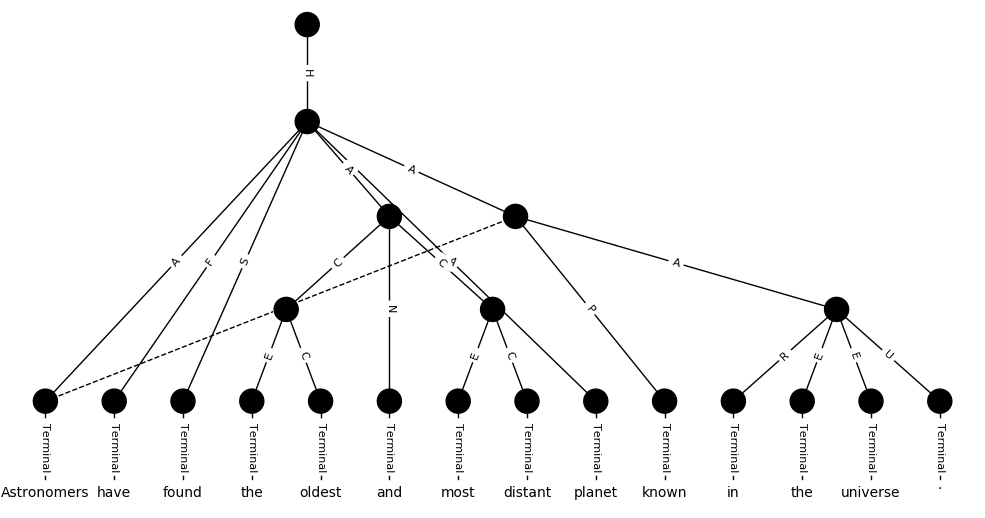 H
A
A
A
F
S
C
C
A
A
N
P
E
C
E
C
R
E
E
U
Terminal Terminal Terminal Terminal Terminal Terminal Terminal Terminal Terminal Terminal Terminal Terminal Terminal Terminal
Astronomers have found the oldest and most distant planet known in the universe .